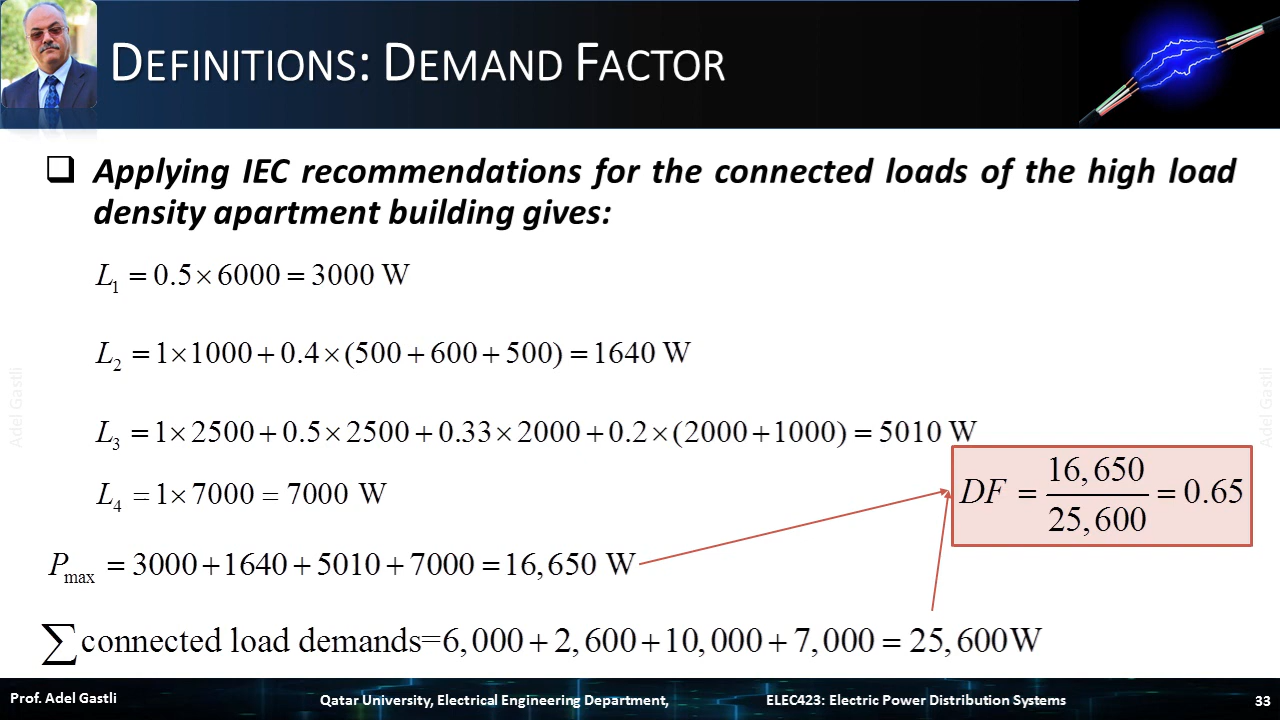 DEFINITIONS: DEMAND FACTOR
❑ Applying IEC recommendations for the connected loads of the high load
density apartment building gives:
L₁ = 0.5 × 6000 = 3000 W
L₂ = 1×1000 + 0.4 × (500 + 600 + 500) = 1640 W
L₃ = 1× 2500 + 0.5 × 2500 + 0.33 × 2000 + 0.2 × (2000 + 1000) = 5010 W
L₄ = 1× 7000 = 7000 W
DF = 16,650 / 25,600 = 0.65
Pmax = 3000 +1640 + 5010 + 7000 = 16,650 W
∑ connected load demands=6,000 + 2,600 + 10,000 + 7,000 = 25,600W
Adel Gastli
Adel Gastli
Prof. Adel Gastli
Qatar University, Electrical Engineering Department,
ELEC423: Electric Power Distribution Systems
33